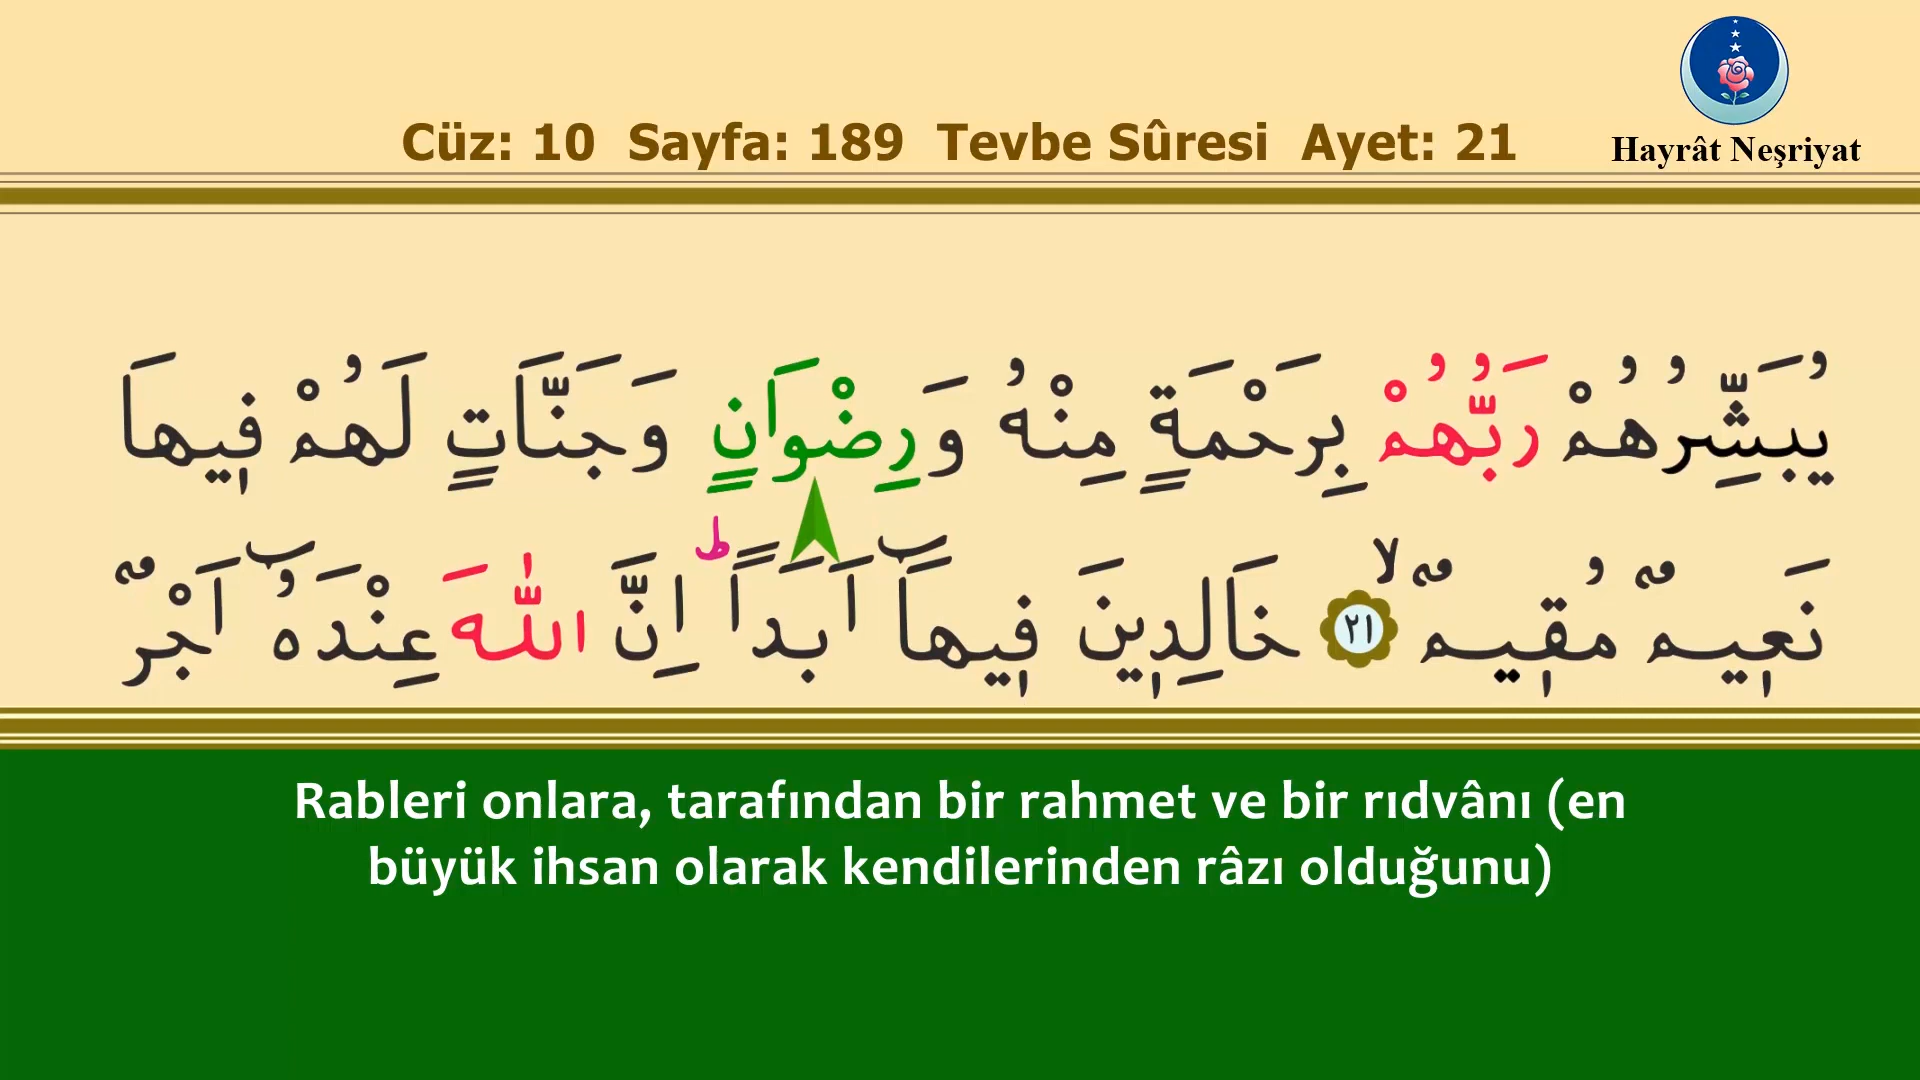 Cüz: 10 Sayfa: 189 Tevbe Sûresi Ayet: 21
Hayrât Neşriyat
يُبَشِّرُهُمْ رَبُّهُمْ بِرَحْمَةٍ مِنْهُ وَرِضْوَانٍ وَجَنَّاتٍ لَهُمْ فِيهَا
نَعِيمٌ مُقِيمٌ ۙ ﴿٢١﴾ خَالِدِينَ فِيهَٓا اَبَدًا ۜ اِنَّ اللّٰهَ عِنْدَهُٓ اَجْرٌ
Rableri onlara, tarafından bir rahmet ve bir rıdvânı (en
büyük ihsan olarak kendilerinden râzı olduğunu)